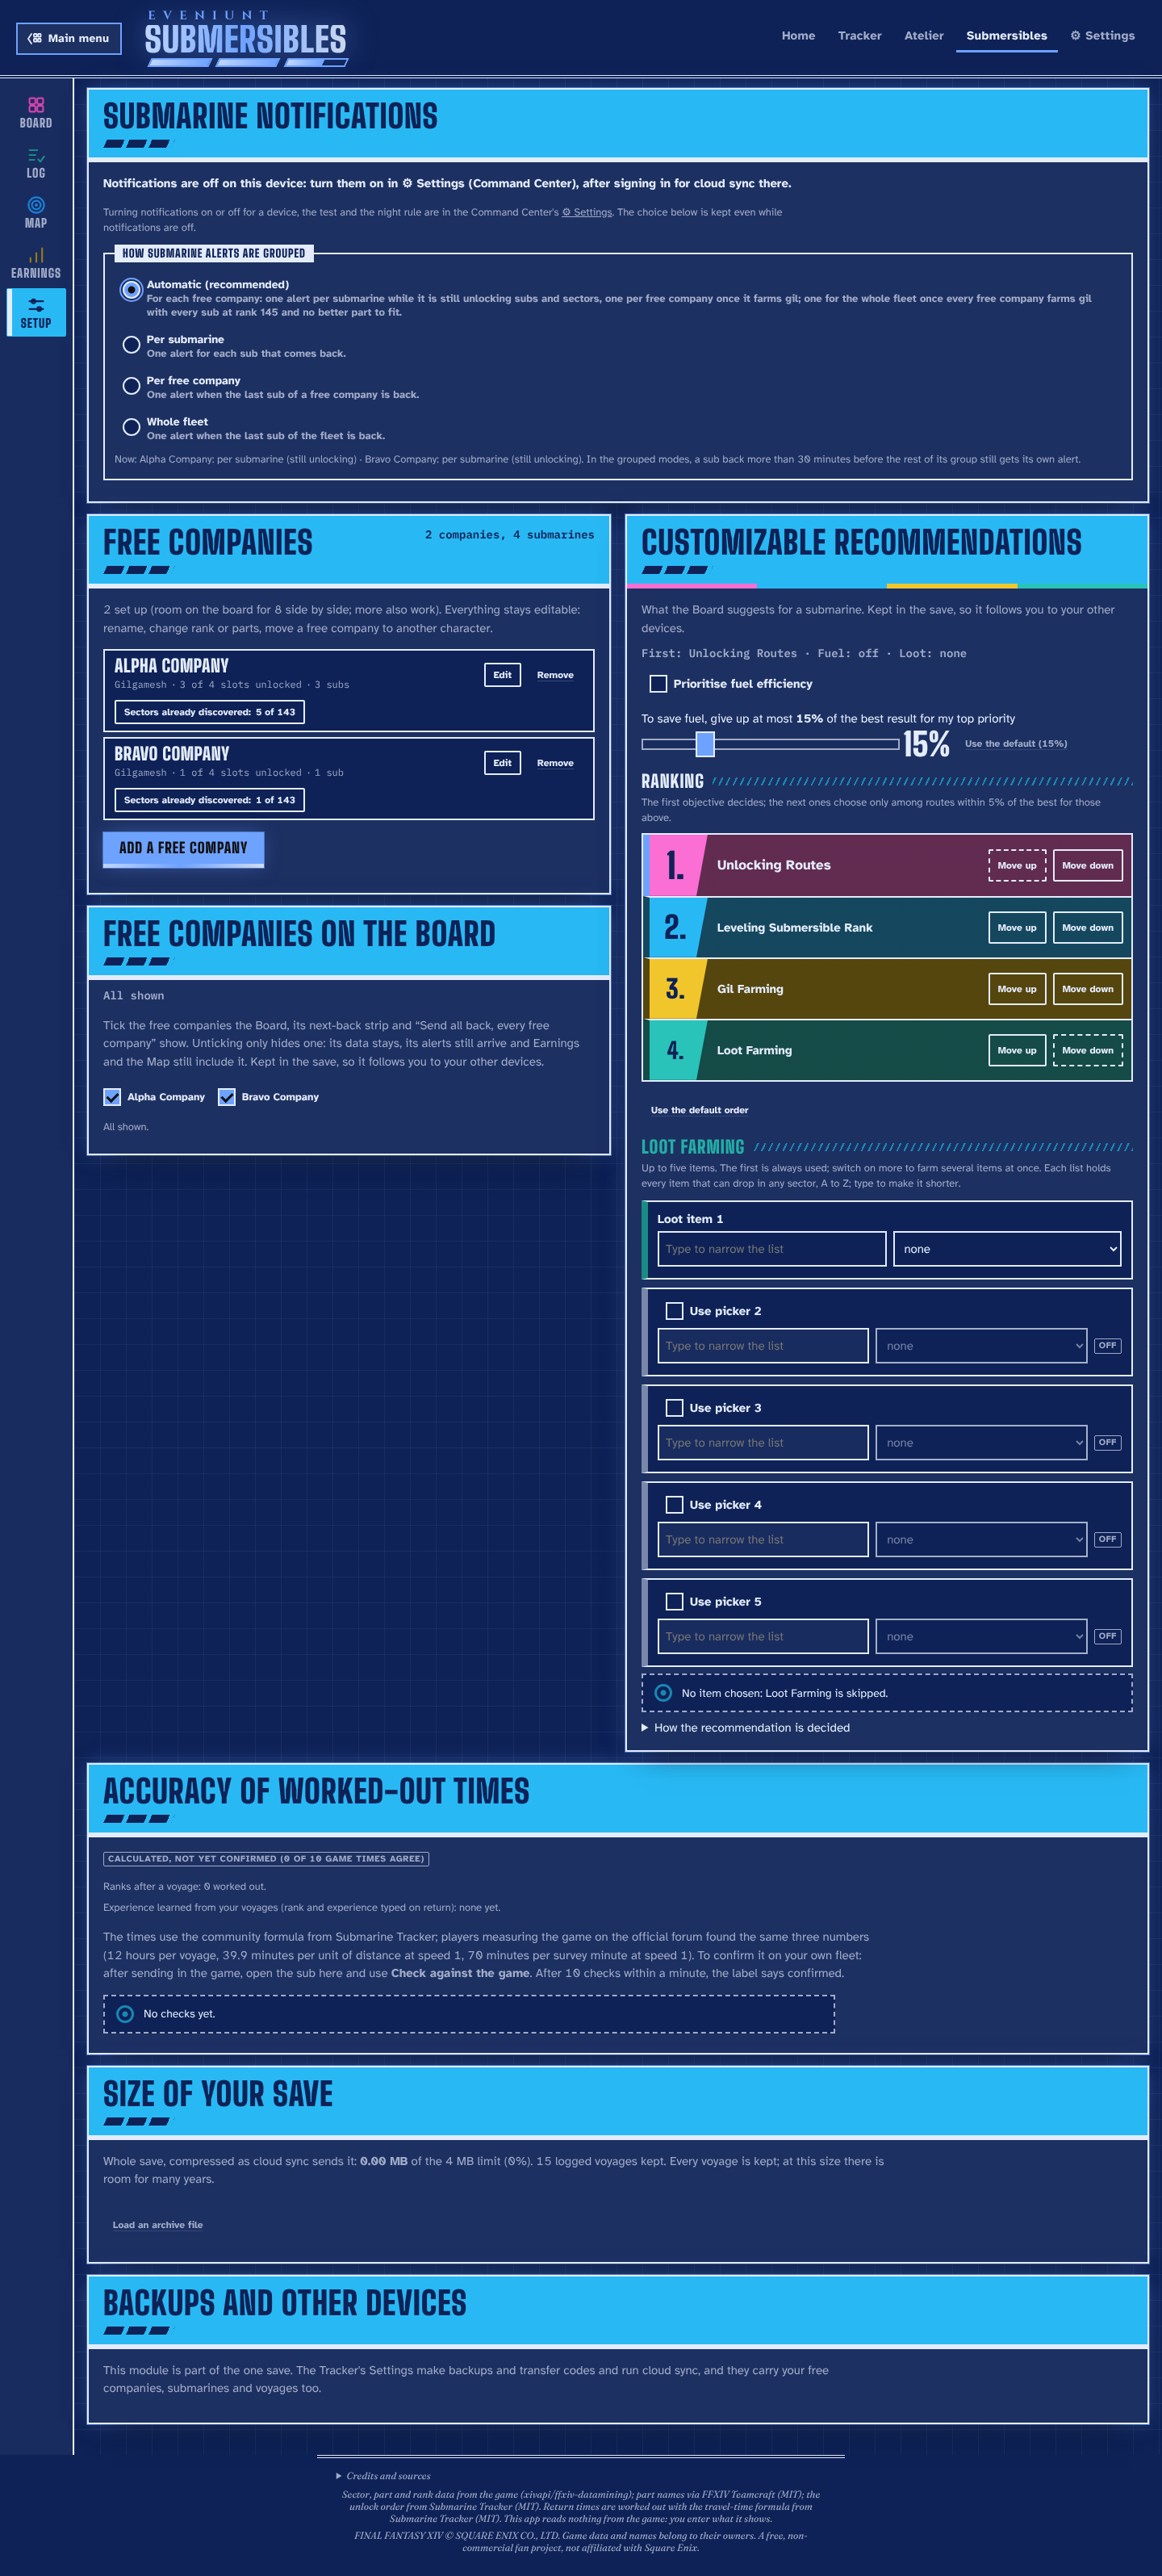 Main menu
EVENIUNT
SUBMERSIBLES
Home
Tracker
Atelier
Submersibles
⚙ Settings
BOARD
LOG
MAP
EARNINGS
SETUP
SUBMARINE NOTIFICATIONS
Notifications are off on this device: turn them on in ⚙ Settings (Command Center), after signing in for cloud sync there.
Turning notifications on or off for a device, the test and the night rule are in the Command Center's ⚙ Settings. The choice below is kept even while
notifications are off.
HOW SUBMARINE ALERTS ARE GROUPED
Automatic (recommended)
For each free company: one alert per submarine while it is still unlocking subs and sectors, one per free company once it farms gil; one for the whole fleet once every free company farms gil
with every sub at rank 145 and no better part to fit.
Per submarine
One alert for each sub that comes back.
Per free company
One alert when the last sub of a free company is back.
Whole fleet
One alert when the last sub of the fleet is back.
Now: Alpha Company: per submarine (still unlocking) · Bravo Company: per submarine (still unlocking). In the grouped modes, a sub back more than 30 minutes before the rest of its group still gets its own alert.
FREE COMPANIES
2 companies, 4 submarines
2 set up (room on the board for 8 side by side; more also work). Everything stays editable:
rename, change rank or parts, move a free company to another character.
ALPHA COMPANY
Gilgamesh · 3 of 4 slots unlocked · 3 subs
Edit
Remove
Sectors already discovered: 5 of 143
BRAVO COMPANY
Gilgamesh · 1 of 4 slots unlocked · 1 sub
Edit
Remove
Sectors already discovered: 1 of 143
ADD A FREE COMPANY
FREE COMPANIES ON THE BOARD
All shown
Tick the free companies the Board, its next-back strip and “Send all back, every free
company” show. Unticking only hides one: its data stays, its alerts still arrive and Earnings
and the Map still include it. Kept in the save, so it follows you to your other devices.
Alpha Company
Bravo Company
All shown.
CUSTOMIZABLE RECOMMENDATIONS
What the Board suggests for a submarine. Kept in the save, so it follows you to your other
devices.
First: Unlocking Routes · Fuel: off · Loot: none
Prioritise fuel efficiency
To save fuel, give up at most 15% of the best result for my top priority
15%
Use the default (15%)
RANKING
The first objective decides; the next ones choose only among routes within 5% of the best for those
above.
1.
Unlocking Routes
Move up
Move down
2.
Leveling Submersible Rank
Move up
Move down
3.
Gil Farming
Move up
Move down
4.
Loot Farming
Move up
Move down
Use the default order
LOOT FARMING
Up to five items. The first is always used; switch on more to farm several items at once. Each list holds
every item that can drop in any sector, A to Z; type to make it shorter.
Loot item 1
Type to narrow the list
none
Use picker 2
Type to narrow the list
none
OFF
Use picker 3
Type to narrow the list
none
OFF
Use picker 4
Type to narrow the list
none
OFF
Use picker 5
Type to narrow the list
none
OFF
No item chosen: Loot Farming is skipped.
How the recommendation is decided
ACCURACY OF WORKED-OUT TIMES
CALCULATED, NOT YET CONFIRMED (0 OF 10 GAME TIMES AGREE)
Ranks after a voyage: 0 worked out.
Experience learned from your voyages (rank and experience typed on return): none yet.
The times use the community formula from Submarine Tracker; players measuring the game on the official forum found the same three numbers
(12 hours per voyage, 39.9 minutes per unit of distance at speed 1, 70 minutes per survey minute at speed 1). To confirm it on your own fleet:
after sending in the game, open the sub here and use Check against the game. After 10 checks within a minute, the label says confirmed.
No checks yet.
SIZE OF YOUR SAVE
Whole save, compressed as cloud sync sends it: 0.00 MB of the 4 MB limit (0%). 15 logged voyages kept. Every voyage is kept; at this size there is
room for many years.
Load an archive file
BACKUPS AND OTHER DEVICES
This module is part of the one save. The Tracker's Settings make backups and transfer codes and run cloud sync, and they carry your free
companies, submarines and voyages too.
Credits and sources
Sector, part and rank data from the game (xivapi/ffxiv-datamining); part names via FFXIV Teamcraft (MIT); the
unlock order from Submarine Tracker (MIT). Return times are worked out with the travel-time formula from
Submarine Tracker (MIT). This app reads nothing from the game: you enter what it shows.
FINAL FANTASY XIV © SQUARE ENIX CO., LTD. Game data and names belong to their owners. A free, non-
commercial fan project, not affiliated with Square Enix.